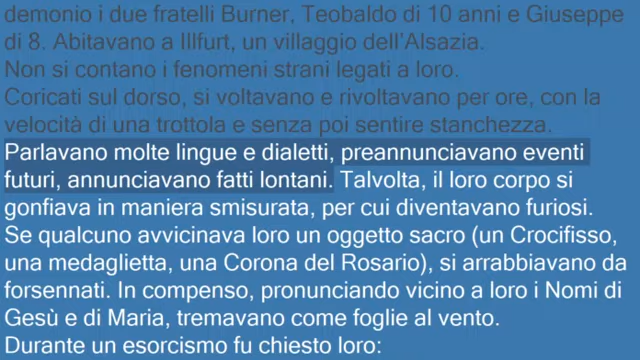 demonio i due fratelli Burner, Teobaldo di 10 anni e Giuseppe
di 8. Abitavano a Illfurt, un villaggio dell'Alsazia.
Non si contano i fenomeni strani legati a loro.
Coricati sul dorso, si voltavano e rivoltavano per ore, con la
velocità di una trottola e senza poi sentire stanchezza.
Parlavano molte lingue e dialetti, preannunciavano eventi
futuri, annunciavano fatti lontani. Talvolta, il loro corpo si
gonfiava in maniera smisurata, per cui diventavano furiosi.
Se qualcuno avvicinava loro un oggetto sacro (un Crocifisso,
una medaglietta, una Corona del Rosario), si arrabbiavano da
forsennati. In compenso, pronunciando vicino a loro i Nomi di
Gesù e di Maria, tremavano come foglie al vento.
Durante un esorcismo fu chiesto loro: